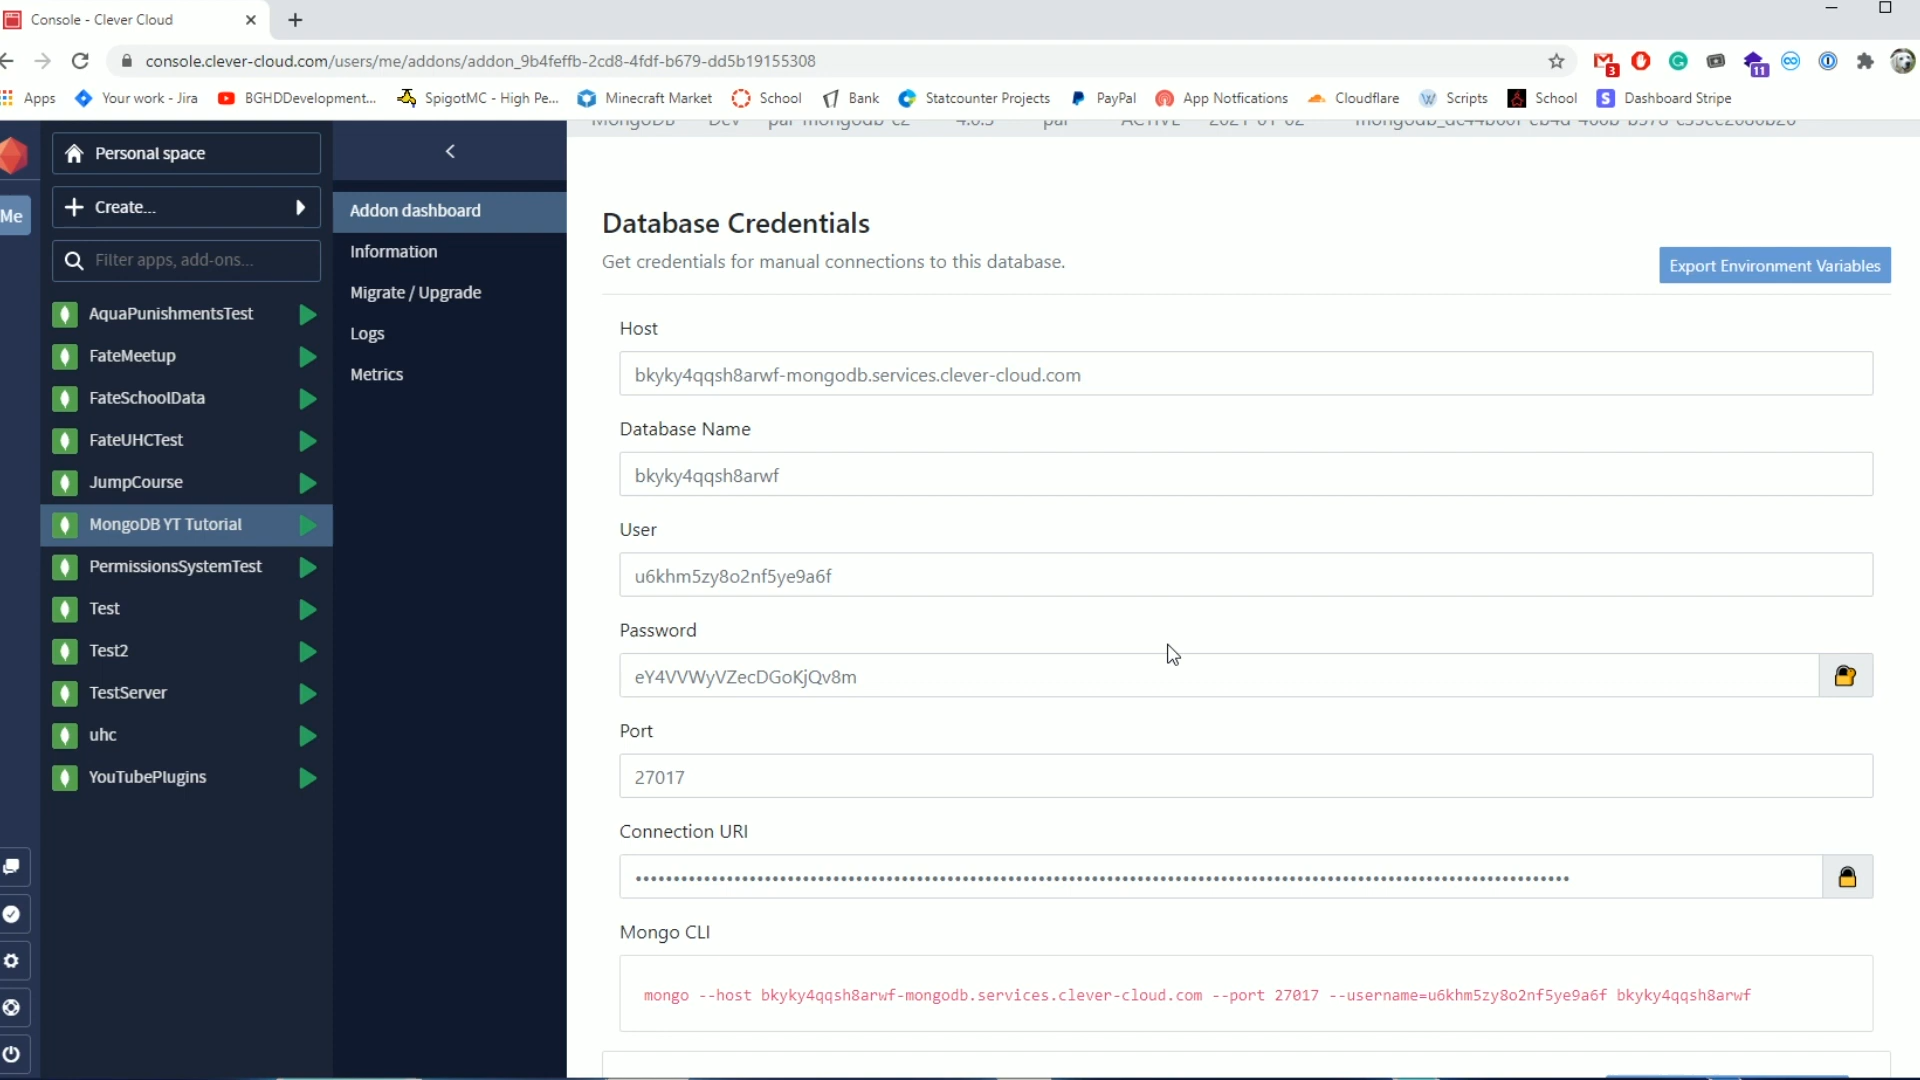 Console - Clever Cloud
console.clever-cloud.com/users/me/addons/addon_9b4feffb-2cd8-4fdf-b679-dd5b19155308
3
11
Apps
Your work - Jira
BGHDDevelopment...
SpigotMC - High Pe...
Minecraft Market
School
Bank
Statcounter Projects
PayPal
App Notfications
Cloudflare
Scripts
School
Dashboard Stripe
Me
Personal space
Create...
Filter apps, add-ons...
AquaPunishmentsTest
FateMeetup
FateSchoolData
FateUHCTest
JumpCourse
MongoDB YT Tutorial
PermissionsSystemTest
Test
Test2
TestServer
uhc
YouTubePlugins
Addon dashboard
Information
Migrate / Upgrade
Logs
Metrics
Database Credentials
Get credentials for manual connections to this database.
Export Environment Variables
Host
bkyky4qqsh8arwf-mongodb.services.clever-cloud.com
Database Name
bkyky4qqsh8arwf
User
u6khm5zy8o2nf5ye9a6f
Password
eY4VVWyVZecDGoKjQv8m
Port
27017
Connection URI
Mongo CLI
mongo --host bkyky4qqsh8arwf-mongodb.services.clever-cloud.com --port 27017 --username=u6khm5zy8o2nf5ye9a6f bkyky4qqsh8arwf